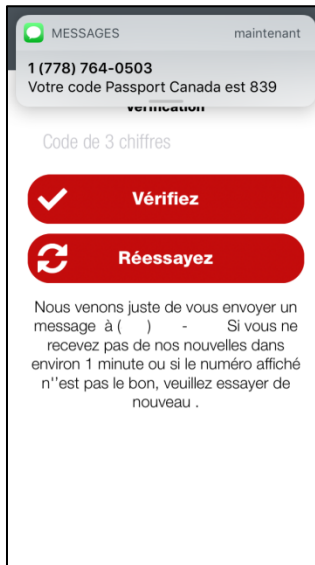 MESSAGES maintenant
1 (778) 764-0503
Votre code Passport Canada est 839
Verification
Code de 3 chiffres
Vérifiez
Réessayez
Nous venons juste de vous envoyer un
message à ( ) - Si vous ne
recevez pas de nos nouvelles dans
environ 1 minute ou si le numéro affiché
n''est pas le bon, veuillez essayer de
nouveau .